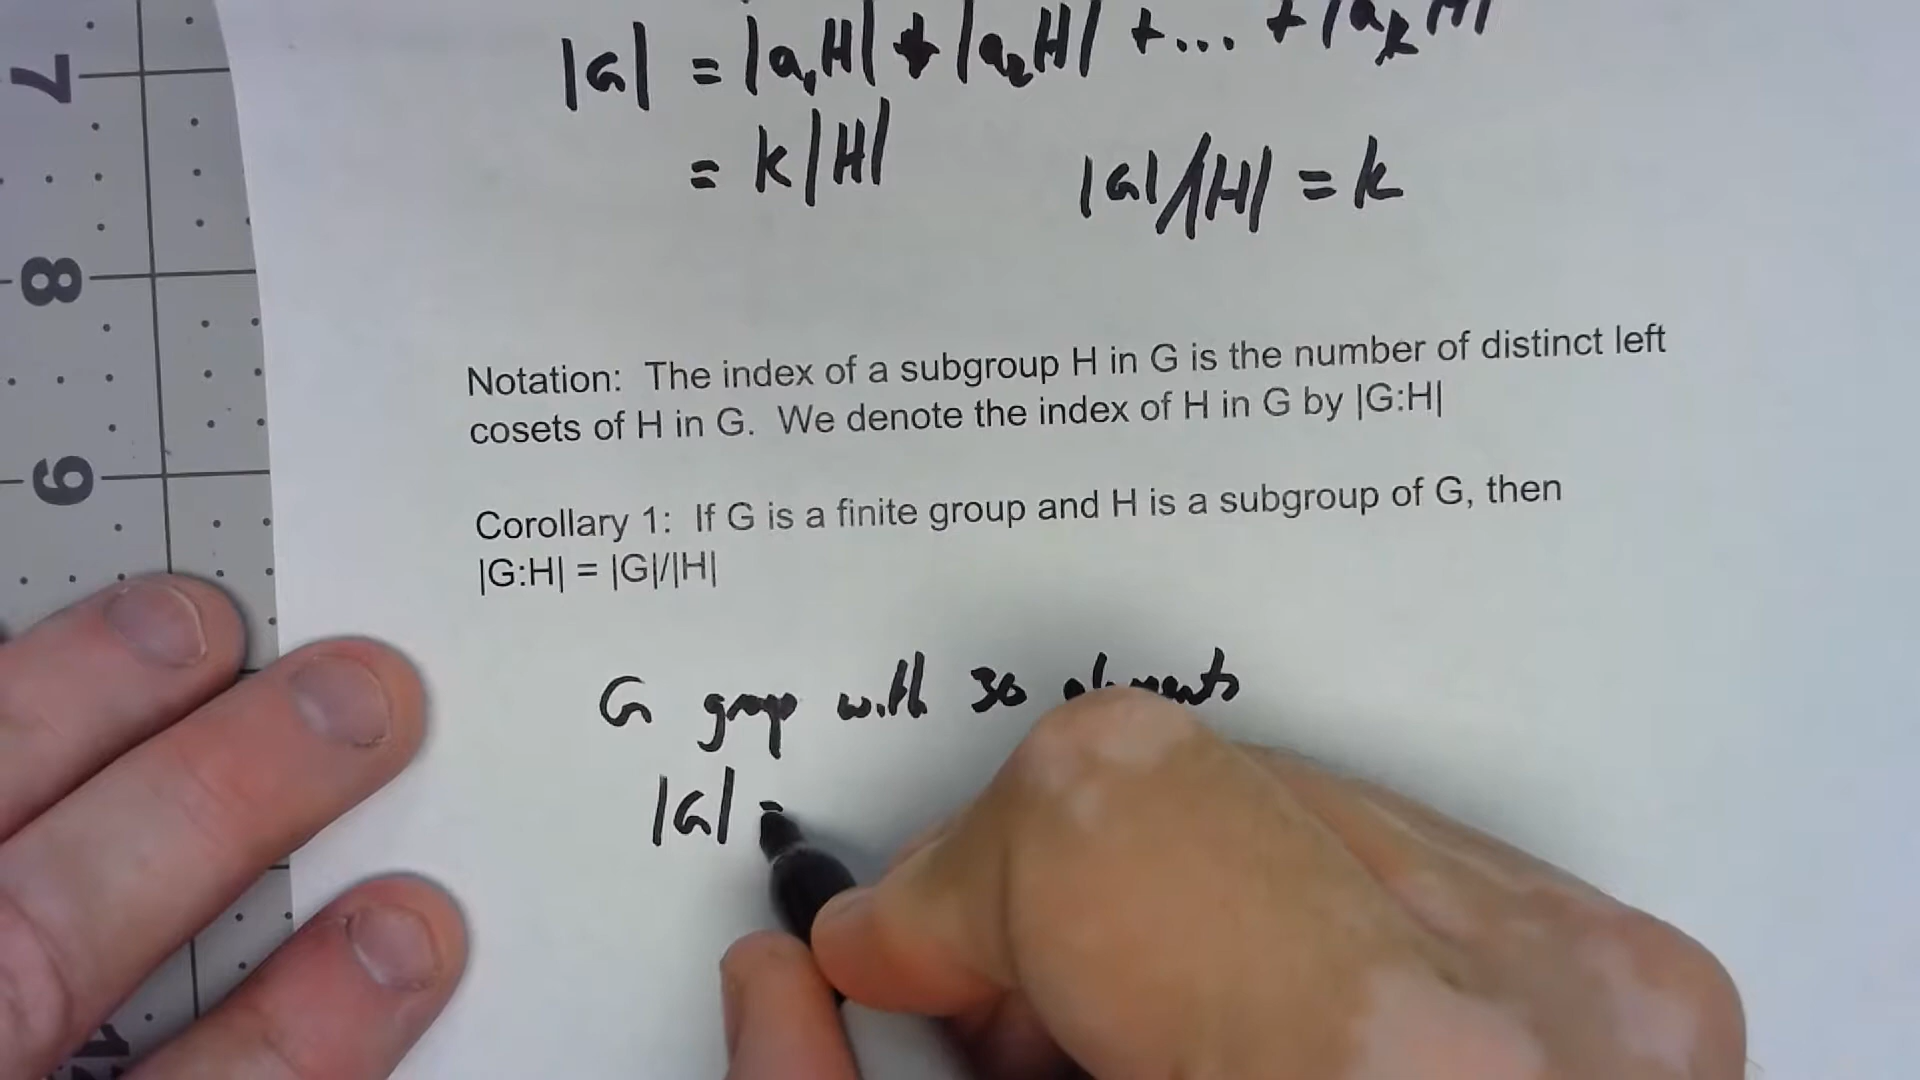 |G| = |a₁H| + |a₂H| + ... + |aₖH|
= k|H|
|G|/|H| = k
7
8
9
Notation: The index of a subgroup H in G is the number of distinct left
cosets of H in G. We denote the index of H in G by |G:H|
Corollary 1: If G is a finite group and H is a subgroup of G, then
|G:H| = |G|/|H|
G group with 30 elements
|G| =